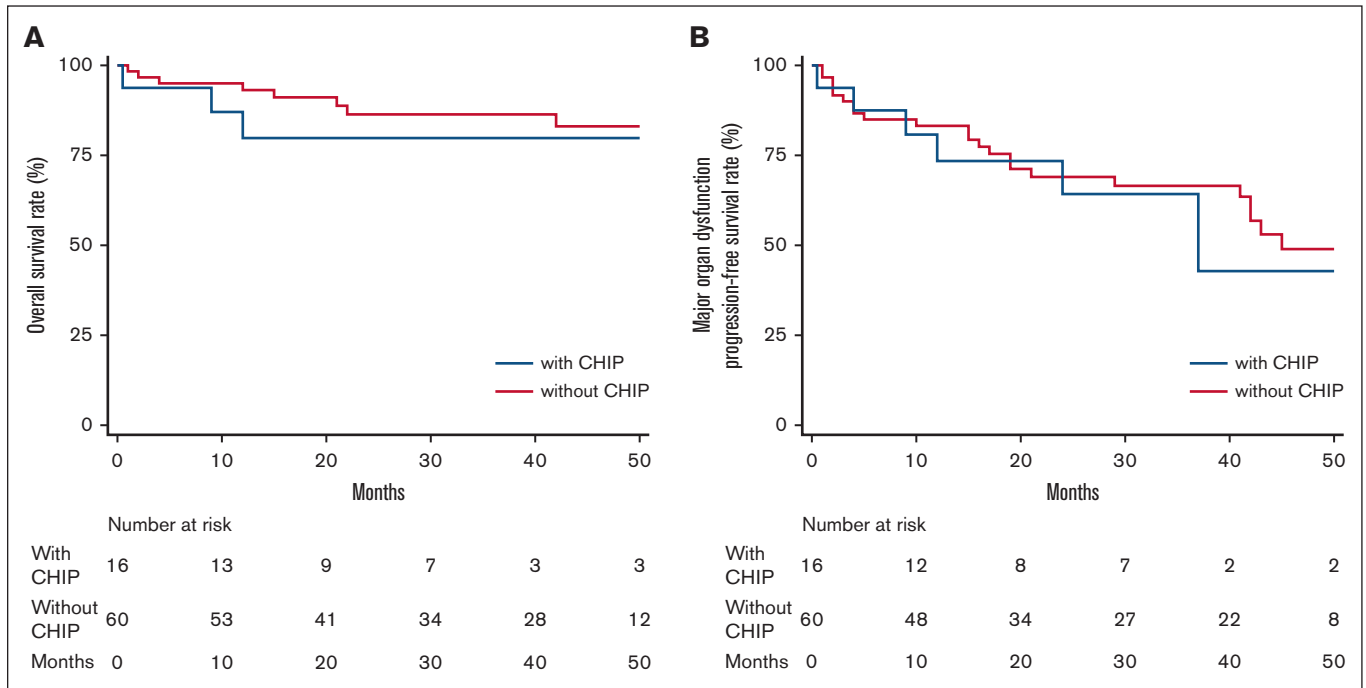 A
Overall survival rate (%)
100
75
50
25
0
with CHIP
without CHIP
0 10 20 30 40 50
Months
Number at risk
With
CHIP 16 13 9 7 3 3
Without
CHIP 60 53 41 34 28 12
Months 0 10 20 30 40 50
B
Major organ dysfunction
progression-free survival rate (%)
100
75
50
25
0
with CHIP
without CHIP
0 10 20 30 40 50
Months
Number at risk
With
CHIP 16 12 8 7 2 2
Without
CHIP 60 48 34 27 22 8
Months 0 10 20 30 40 50